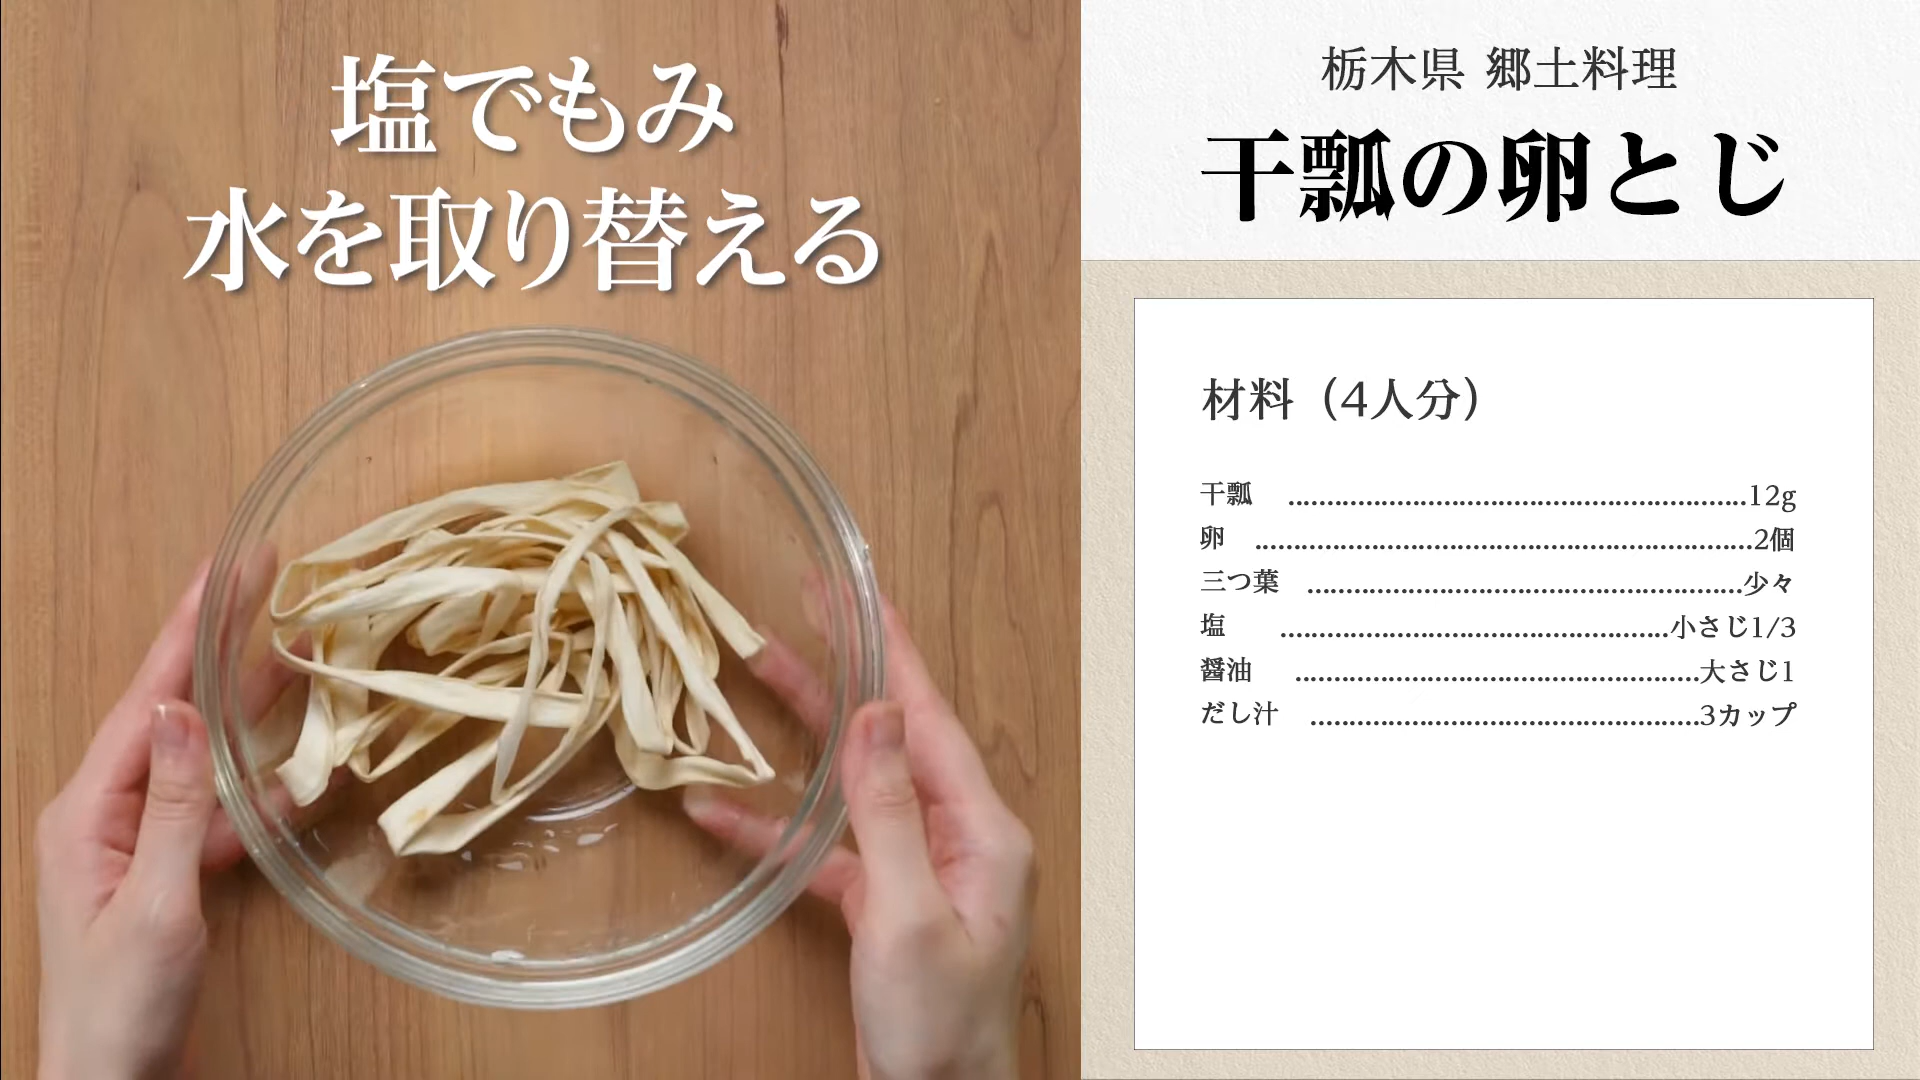 塩でもみ
水を取り替える
栃木県 郷土料理
干瓢の卵とじ
材料（4人分）
干瓢 ........................................ 12g
卵 ........................................ 2個
三つ葉 ........................................ 少々
塩 ........................................ 小さじ1/3
醤油 ........................................ 大さじ1
だし汁 ........................................ 3カップ